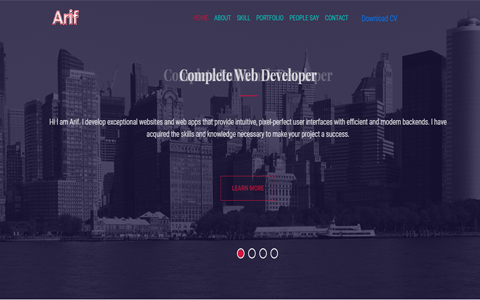 Arif
HOME ABOUT SKILL PORTFOLIO PEOPLE SAY CONTACT Download CV
Complete Web Developer
Hi I am Arif. I develop exceptional websites and web apps that provide intuitive, pixel-perfect user interfaces with efficient and modern backends. I have
acquired the skills and knowledge necessary to make your project a success.
LEARN MORE